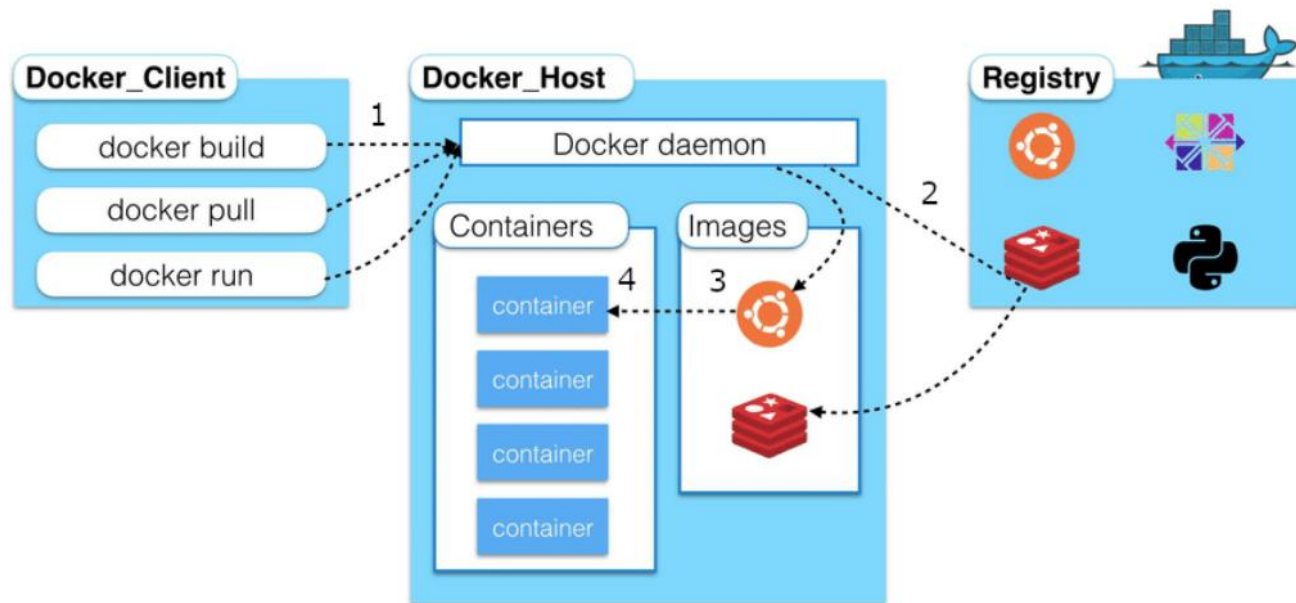 Docker_Client
docker build
docker pull
docker run
1
Docker_Host
Docker daemon
Containers
container
container
container
container
4
Images
3
2
Registry